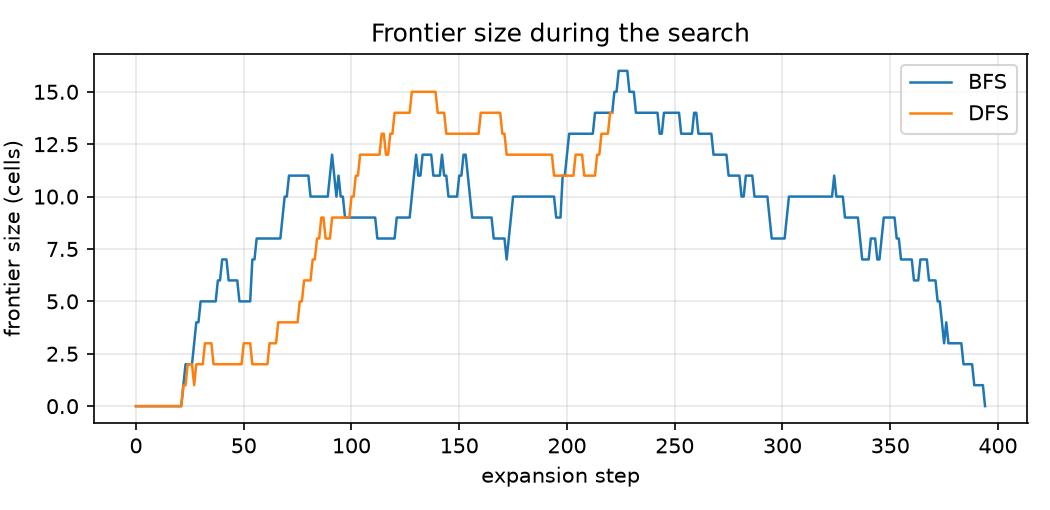 Frontier size during the search
BFS
DFS
frontier size (cells)
15.0
12.5
10.0
7.5
5.0
2.5
0.0
0 50 100 150 200 250 300 350 400
expansion step